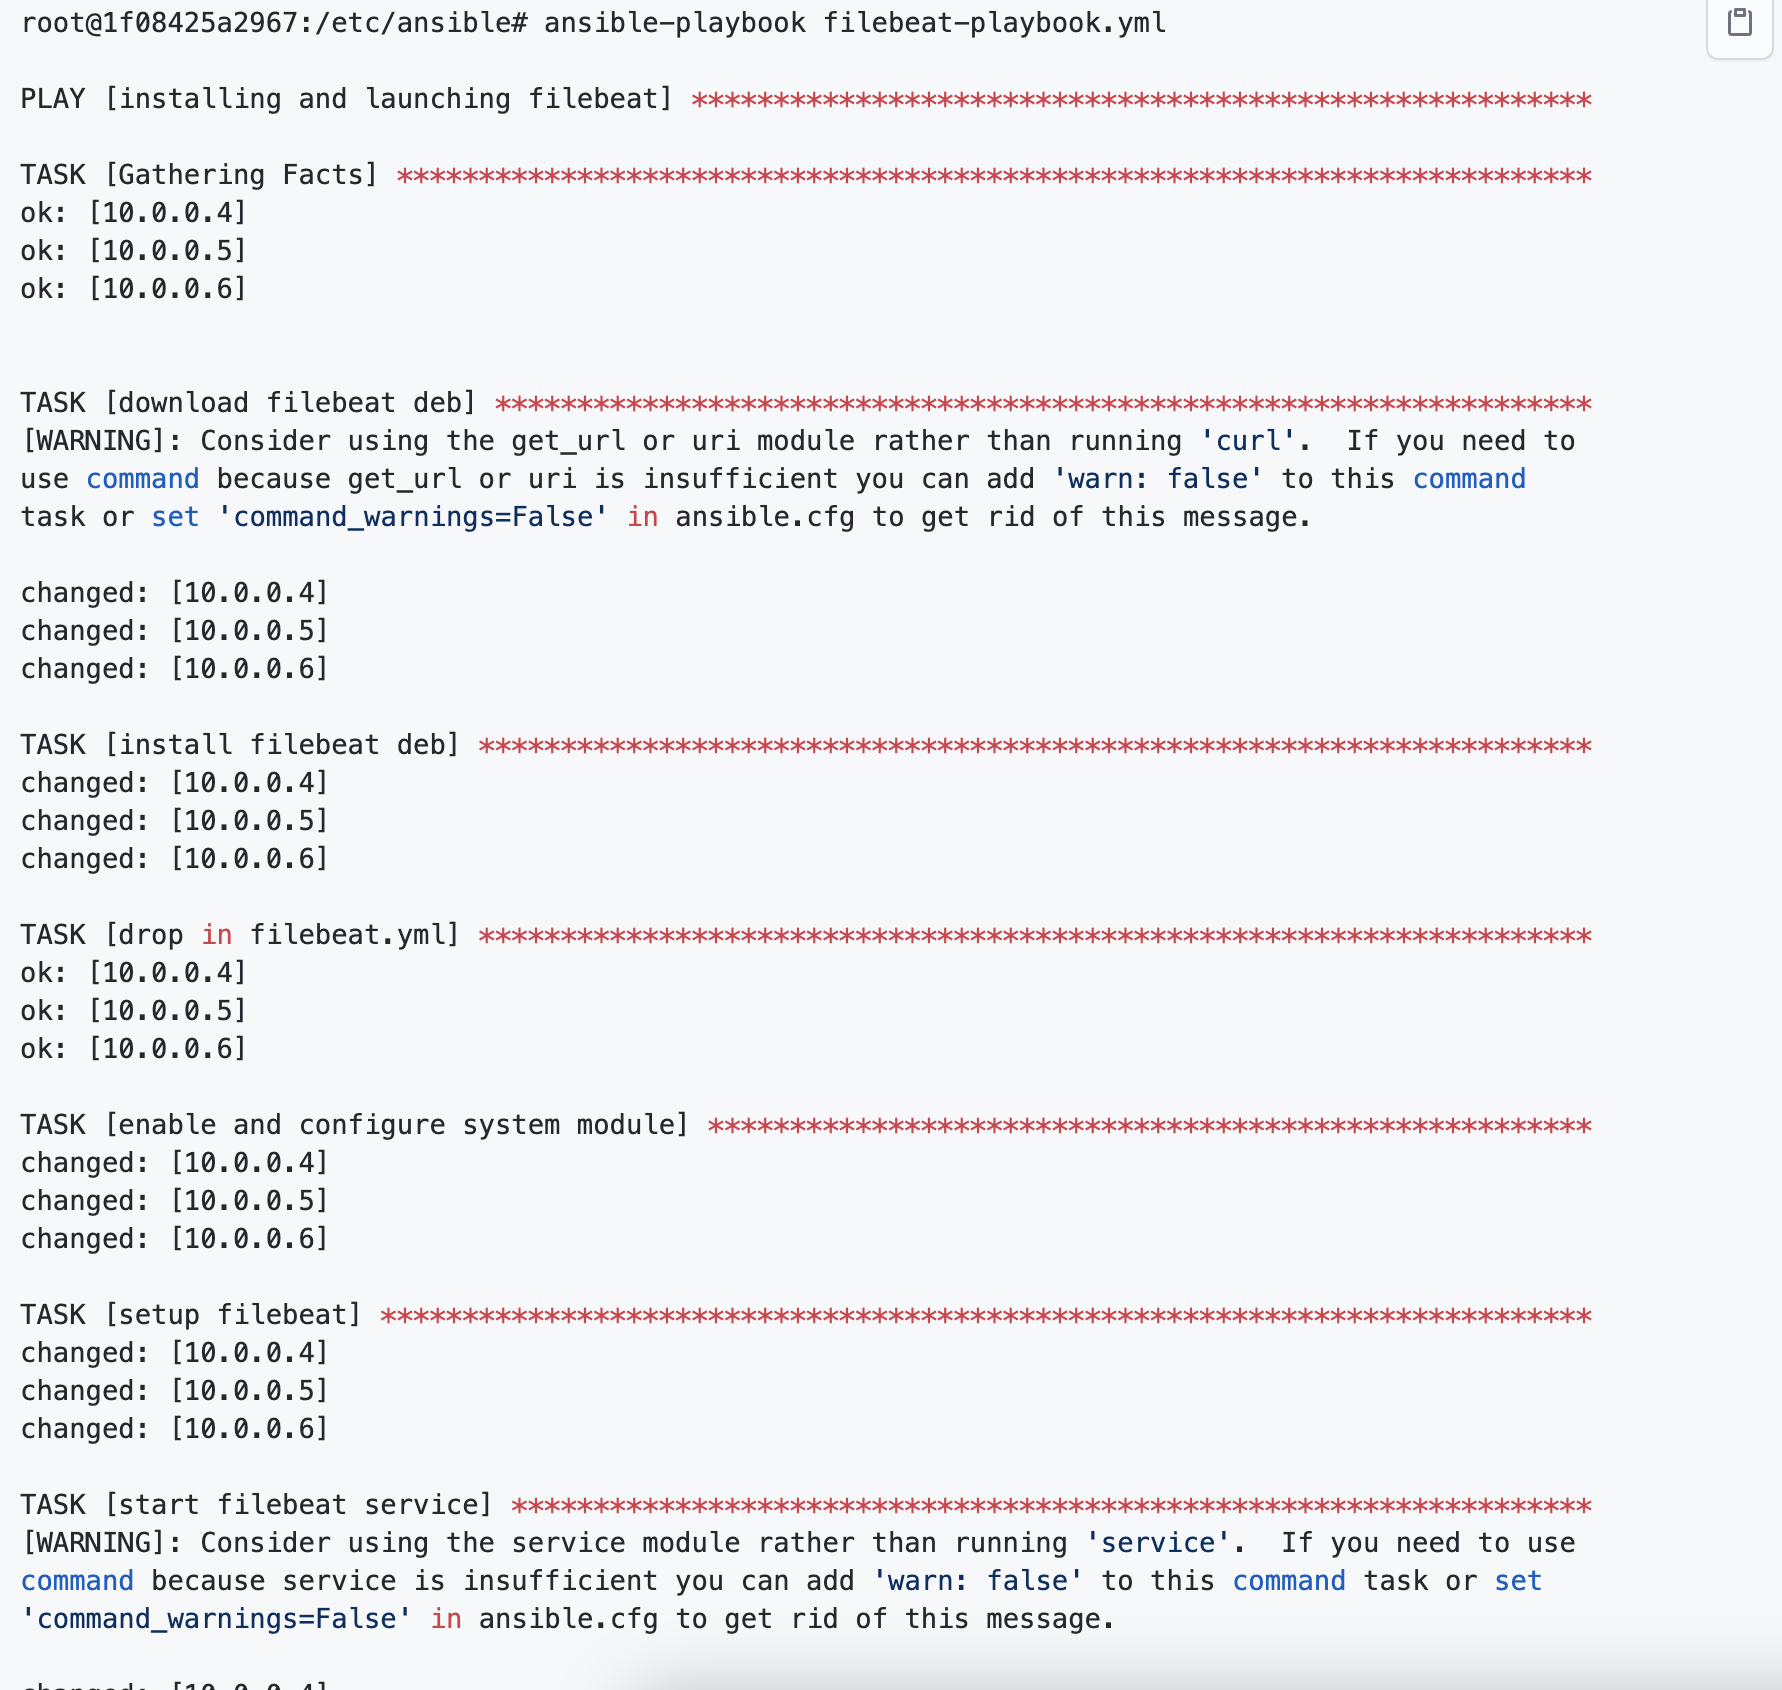 root@1f08425a2967:/etc/ansible# ansible-playbook filebeat-playbook.yml
PLAY [installing and launching filebeat] *******************************************************
TASK [Gathering Facts] *************************************************************************
ok: [10.0.0.4]
ok: [10.0.0.5]
ok: [10.0.0.6]
TASK [download filebeat deb] *******************************************************************
[WARNING]: Consider using the get_url or uri module rather than running 'curl'.  If you need to
use command because get_url or uri is insufficient you can add 'warn: false' to this command
task or set 'command_warnings=False' in ansible.cfg to get rid of this message.
changed: [10.0.0.4]
changed: [10.0.0.5]
changed: [10.0.0.6]
TASK [install filebeat deb] ********************************************************************
changed: [10.0.0.4]
changed: [10.0.0.5]
changed: [10.0.0.6]
TASK [drop in filebeat.yml] ********************************************************************
ok: [10.0.0.4]
ok: [10.0.0.5]
ok: [10.0.0.6]
TASK [enable and configure system module] ******************************************************
changed: [10.0.0.4]
changed: [10.0.0.5]
changed: [10.0.0.6]
TASK [setup filebeat] **************************************************************************
changed: [10.0.0.4]
changed: [10.0.0.5]
changed: [10.0.0.6]
TASK [start filebeat service] ******************************************************************
[WARNING]: Consider using the service module rather than running 'service'.  If you need to use
command because service is insufficient you can add 'warn: false' to this command task or set
'command_warnings=False' in ansible.cfg to get rid of this message.
changed: [10.0.0.4]